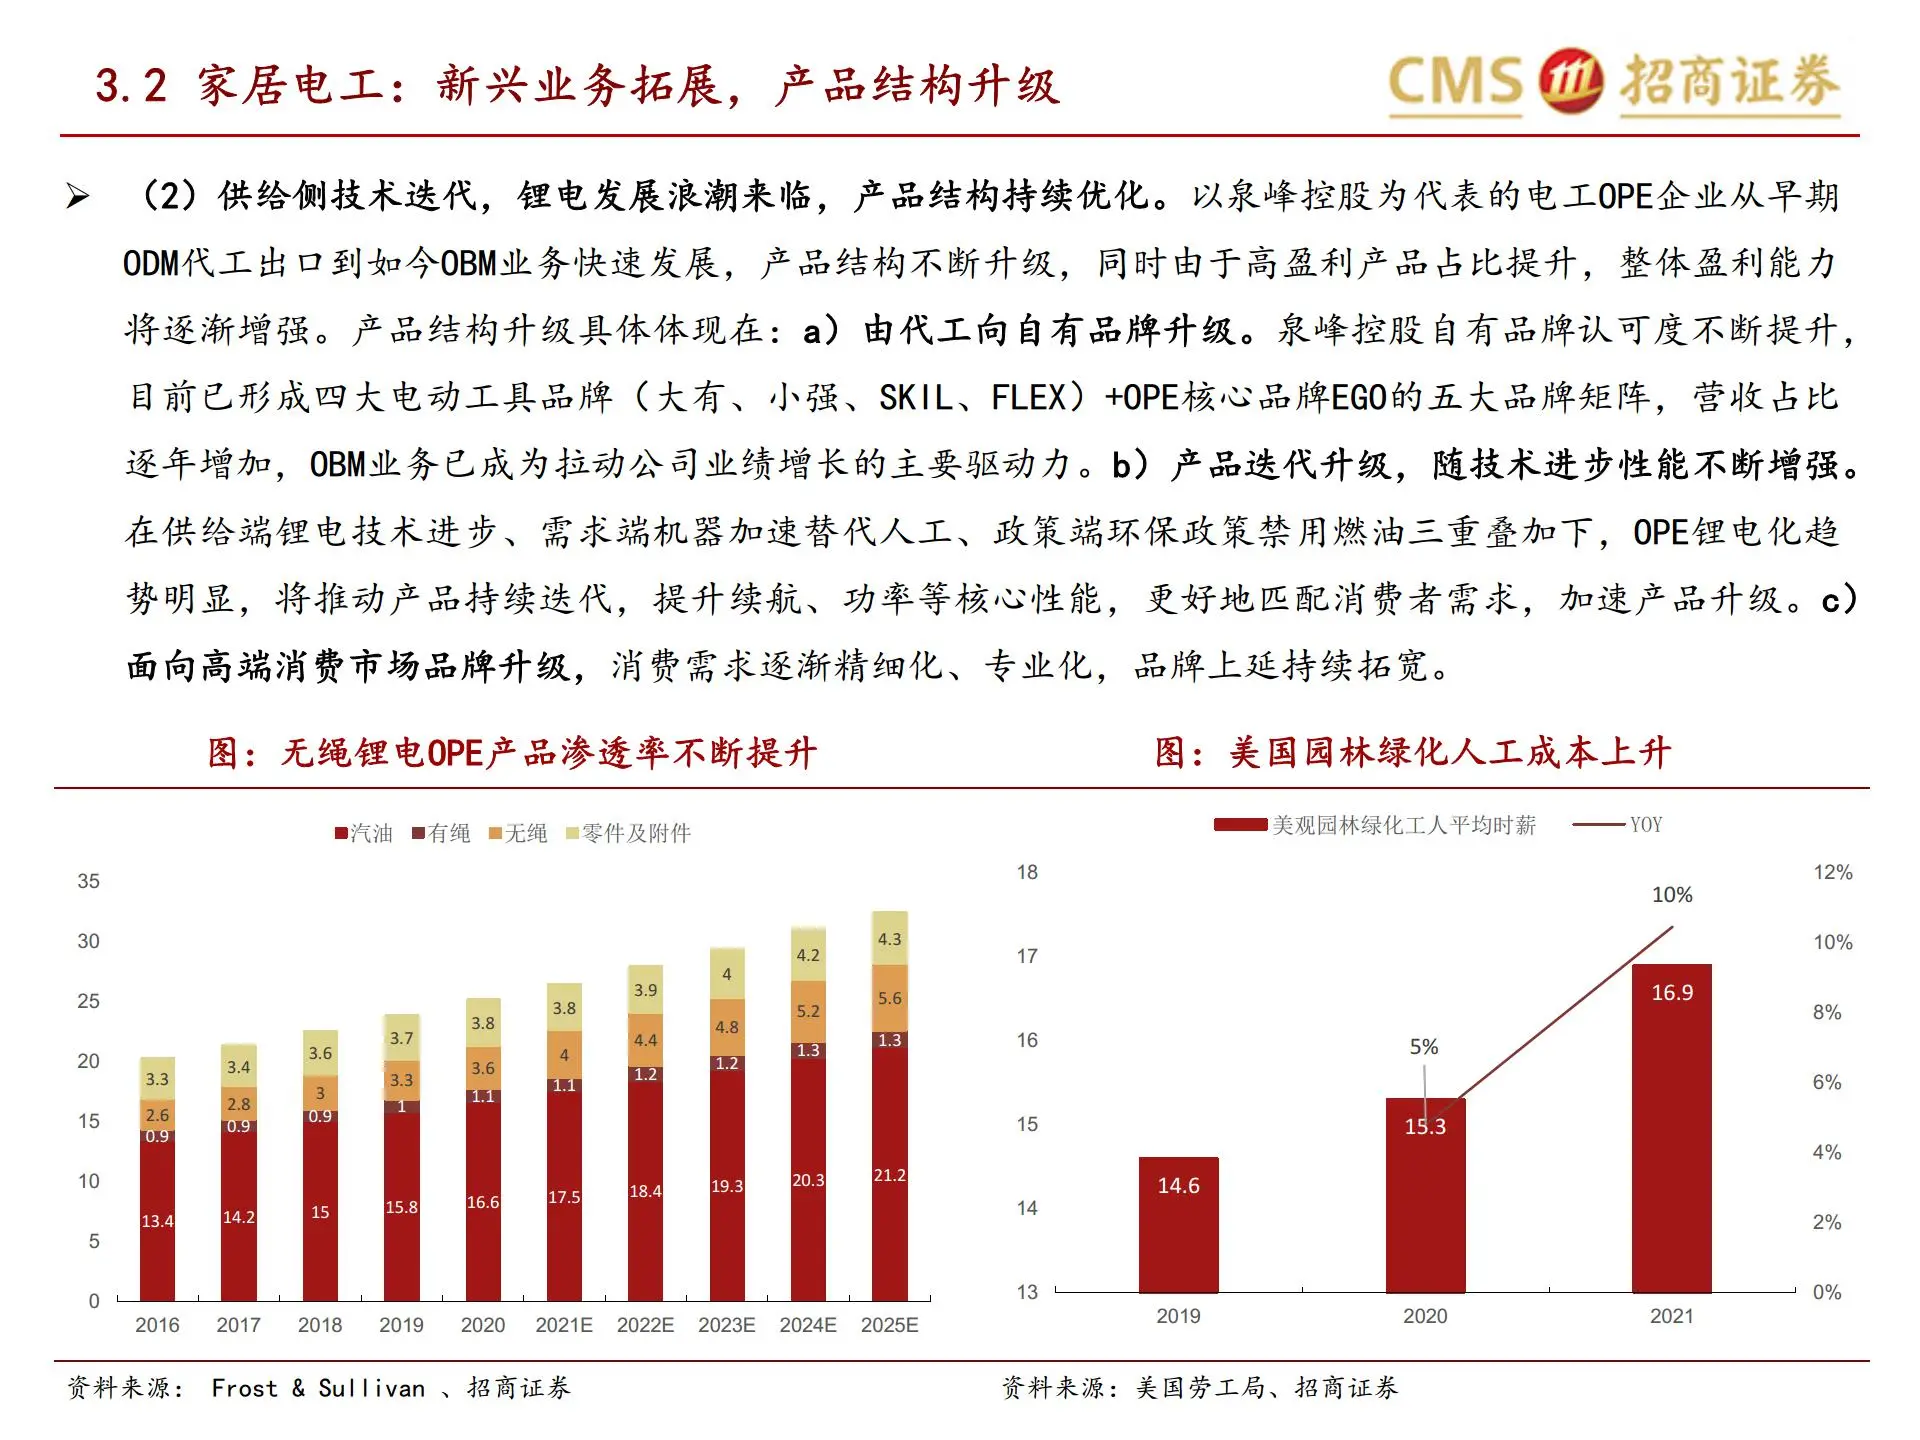 3.2 家居电工：新兴业务拓展，产品结构升级
CMS 招商证券
➢ （2）供给侧技术迭代，锂电发展浪潮来临，产品结构持续优化。以泉峰控股为代表的电工OPE企业从早期
ODM代工出口到如今OBM业务快速发展，产品结构不断升级，同时由于高盈利产品占比提升，整体盈利能力
将逐渐增强。产品结构升级具体体现在：a）由代工向自有品牌升级。泉峰控股自有品牌认可度不断提升，
目前已形成四大电动工具品牌（大有、小强、SKIL、FLEX）+OPE核心品牌EGO的五大品牌矩阵，营收占比
逐年增加，OBM业务已成为拉动公司业绩增长的主要驱动力。b）产品迭代升级，随技术进步性能不断增强。
在供给端锂电技术进步、需求端机器加速替代人工、政策端环保政策禁用燃油三重叠加下，OPE锂电化趋
势明显，将推动产品持续迭代，提升续航、功率等核心性能，更好地匹配消费者需求，加速产品升级。c）
面向高端消费市场品牌升级，消费需求逐渐精细化、专业化，品牌上延持续拓宽。
图：无绳锂电OPE产品渗透率不断提升
汽油 有绳 无绳 零件及附件
35
30
25
20
15
10
5
0
3.3 3.4 3.6 3.7 3.8 3.8 3.9 4 4.2 4.3
2.6 2.8 3 3.3 3.6 4 4.4 4.8 5.2 5.6
0.9 0.9 0.9 1 1.1 1.1 1.2 1.2 1.3 1.3
13.4 14.2 15 15.8 16.6 17.5 18.4 19.3 20.3 21.2
2016 2017 2018 2019 2020 2021E 2022E 2023E 2024E 2025E
资料来源： Frost & Sullivan 、招商证券
图：美国园林绿化人工成本上升
美观园林绿化工人平均时薪 YOY
18
17
16
15
14
13
12%
10%
8%
6%
4%
2%
0%
5% 10%
14.6 15.3 16.9
2019 2020 2021
资料来源：美国劳工局、招商证券